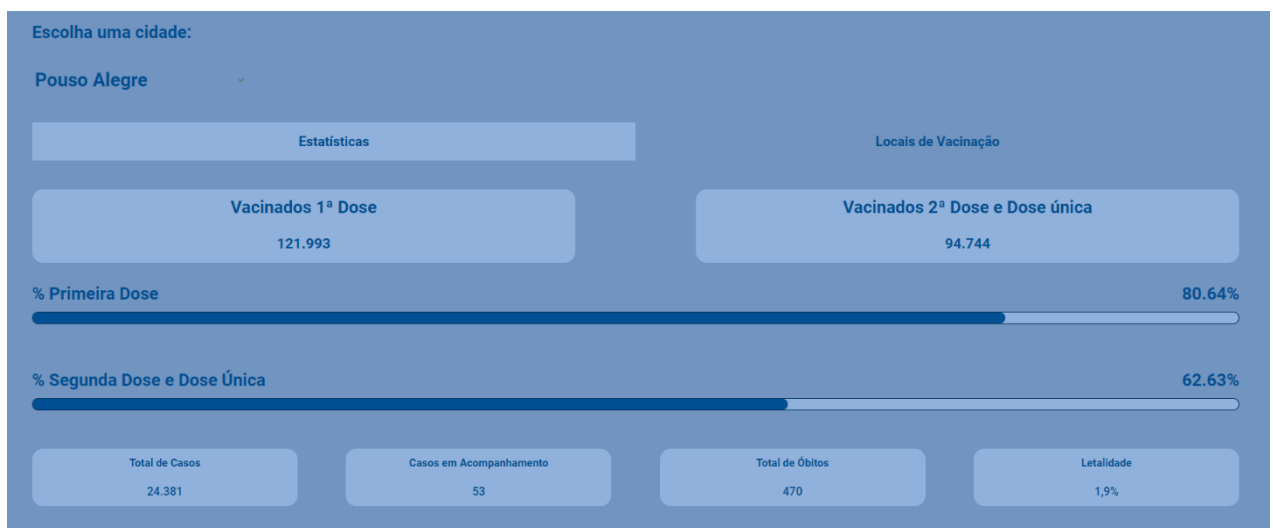 Escolha uma cidade:
Pouso Alegre
Estatísticas
Locais de Vacinação
Vacinados 1ª Dose
121.993
Vacinados 2ª Dose e Dose única
94.744
% Primeira Dose
80.64%
% Segunda Dose e Dose Única
62.63%
Total de Casos
24.381
Casos em Acompanhamento
53
Total de Óbitos
470
Letalidade
1,9%